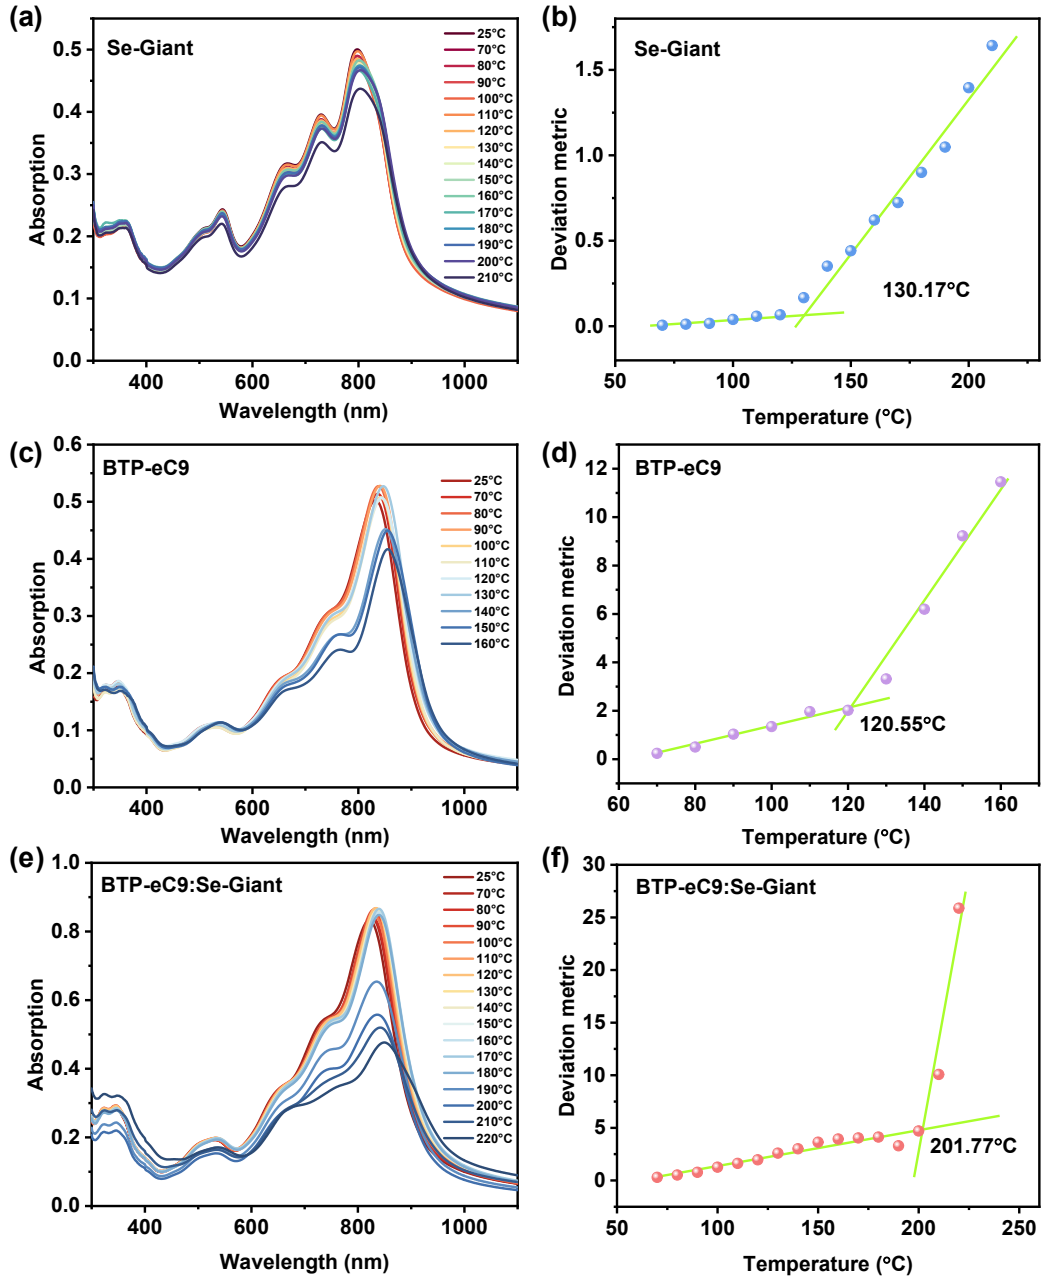 (a)
Se-Giant
0.5
0.4
0.3
0.2
0.1
0.0
400
600
800
1000
Absorption
Wavelength (nm)
25°C
70°C
80°C
90°C
100°C
110°C
120°C
130°C
140°C
150°C
160°C
170°C
180°C
190°C
200°C
210°C
(b)
Se-Giant
1.5
1.0
0.5
0.0
50
100
150
200
Deviation metric
Temperature (°C)
130.17°C
(c)
BTP-eC9
0.6
0.5
0.4
0.3
0.2
0.1
0.0
400
600
800
1000
Absorption
Wavelength (nm)
25°C
70°C
80°C
90°C
100°C
110°C
120°C
130°C
140°C
150°C
160°C
(d)
BTP-eC9
12
10
8
6
4
2
0
60
80
100
120
140
160
Deviation metric
Temperature (°C)
120.55°C
(e)
BTP-eC9:Se-Giant
1.0
0.8
0.6
0.4
0.2
0.0
400
600
800
1000
Absorption
Wavelength (nm)
25°C
70°C
80°C
90°C
100°C
110°C
120°C
130°C
140°C
150°C
160°C
170°C
180°C
190°C
200°C
210°C
220°C
(f)
BTP-eC9:Se-Giant
30
25
20
15
10
5
0
50
100
150
200
250
Deviation metric
Temperature (°C)
201.77°C